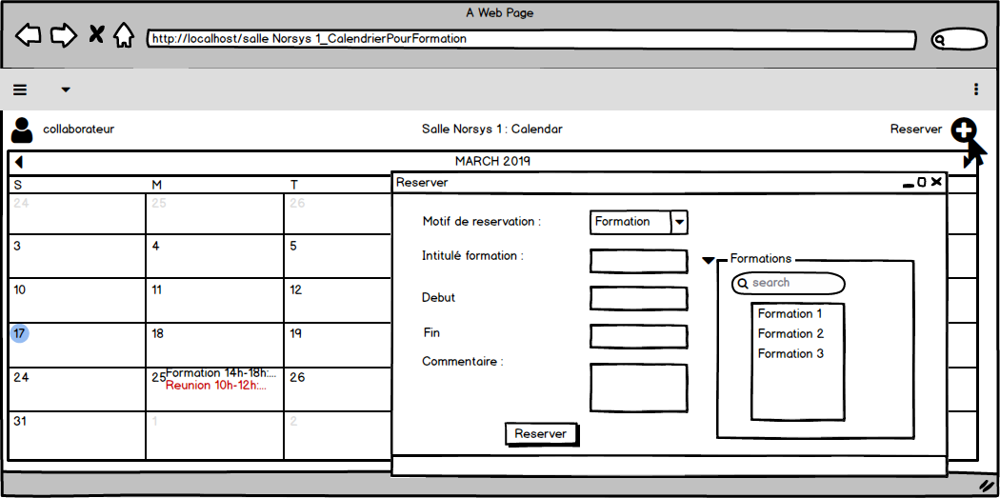 A Web Page
http://localhost/salle Norsys 1_CalendrierPourFormation
collaborateur
Salle Norsys 1 : Calendar
Reserver
MARCH 2019
S M T
24 25 26
3 4 5
10 11 12
17 18 19
24 25 26
Formation 14h-18h:...
Reunion 10h-12h:...
31 1 2
Reserver
Motif de reservation :
Formation
Intitulé formation :
Debut
Fin
Commentaire :
Reserver
Formations
search
Formation 1
Formation 2
Formation 3